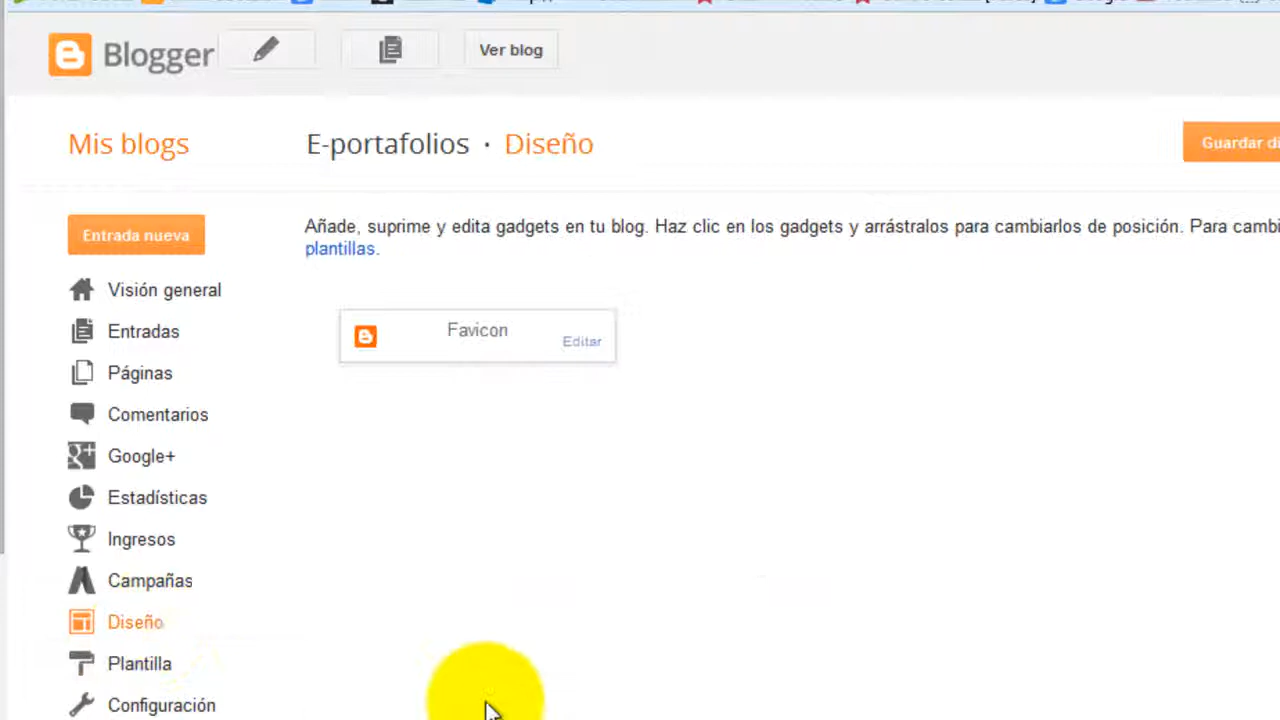 Blogger
Ver blog
Mis blogs
E-portafolios · Diseño
Guardar di
Entrada nueva
Añade, suprime y edita gadgets en tu blog. Haz clic en los gadgets y arrástralos para cambiarlos de posición. Para cambi
plantillas.
Visión general
Favicon
Editar
Entradas
Páginas
Comentarios
Google+
Estadísticas
Ingresos
Campañas
Diseño
Plantilla
Configuración